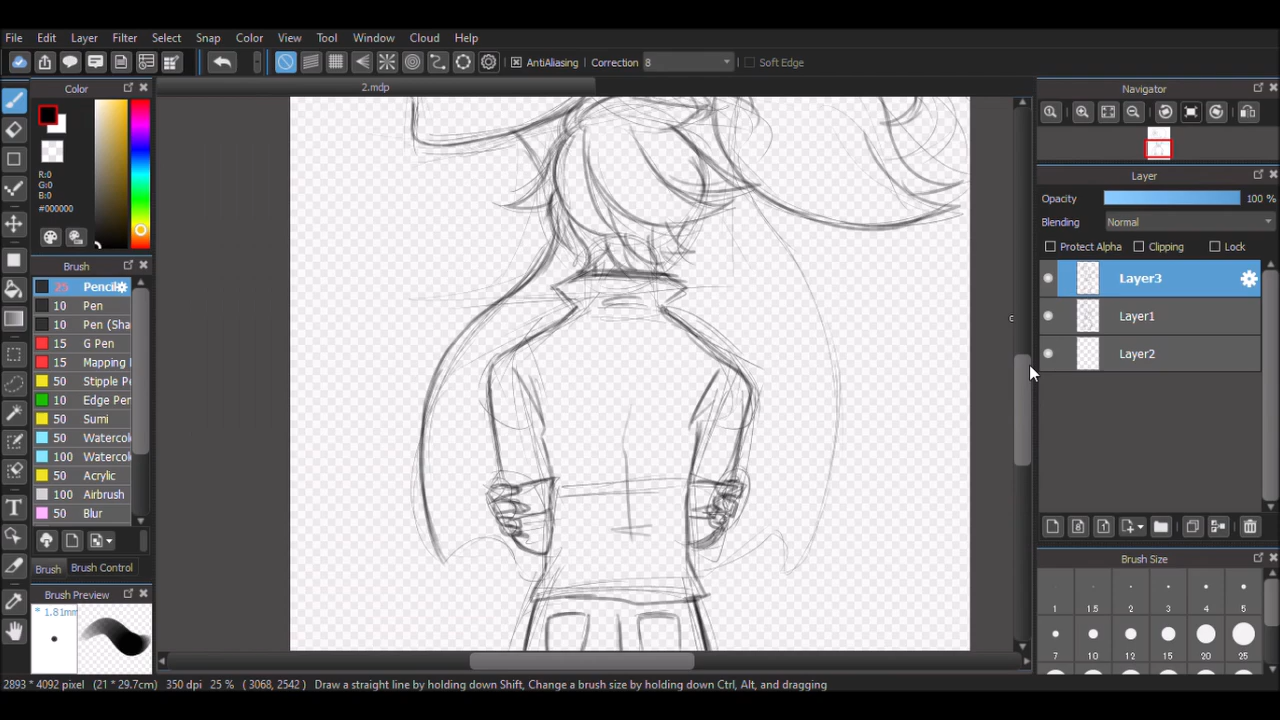 File Edit Layer Filter Select Snap Color View Tool Window Cloud Help
AntiAliasing Correction 8 Soft Edge
Color
2.mdp
Navigator
R:0
G:0
B:0
#000000
Layer
Opacity 100 %
Blending Normal
Protect Alpha Clipping Lock
Layer3
Layer1
Layer2
Brush
25 Pencil
10 Pen
10 Pen (Sha
15 G Pen
15 Mapping
50 Stipple Pe
10 Edge Pen
50 Sumi
50 Watercol
100 Watercol
50 Acrylic
100 Airbrush
50 Blur
Brush Brush Control
Brush Preview
* 1.81mm
Brush Size
1 1.5 2 3 4 5
7 10 12 15 20 25
2893 * 4092 pixel (21 * 29.7cm) 350 dpi 25 % ( 3068, 2542 ) Draw a straight line by holding down Shift, Change a brush size by holding down Ctrl, Alt, and dragging